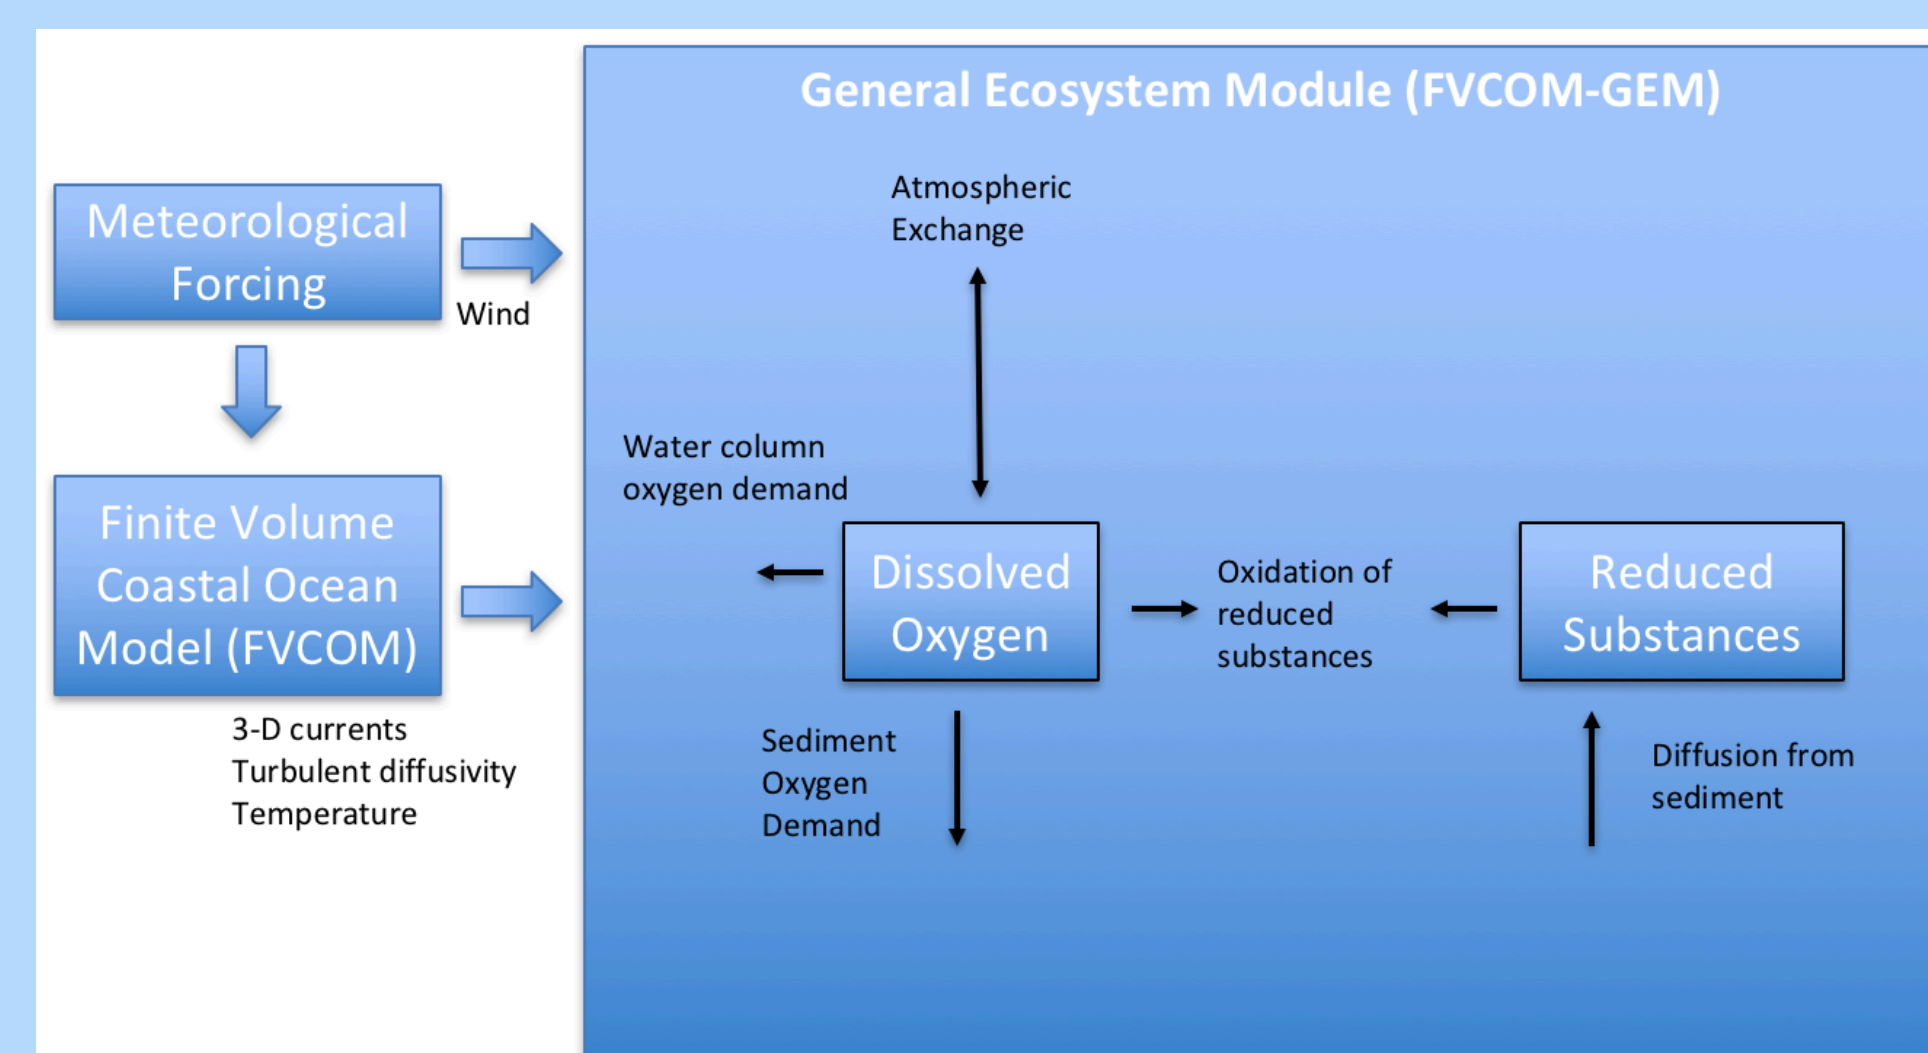 General Ecosystem Module (FVCOM-GEM)
Meteorological
Forcing
Wind
Finite Volume
Coastal Ocean
Model (FVCOM)
3-D currents
Turbulent diffusivity
Temperature
Atmospheric
Exchange
Water column
oxygen demand
Dissolved
Oxygen
Oxidation of
reduced
substances
Reduced
Substances
Sediment
Oxygen
Demand
Diffusion from
sediment